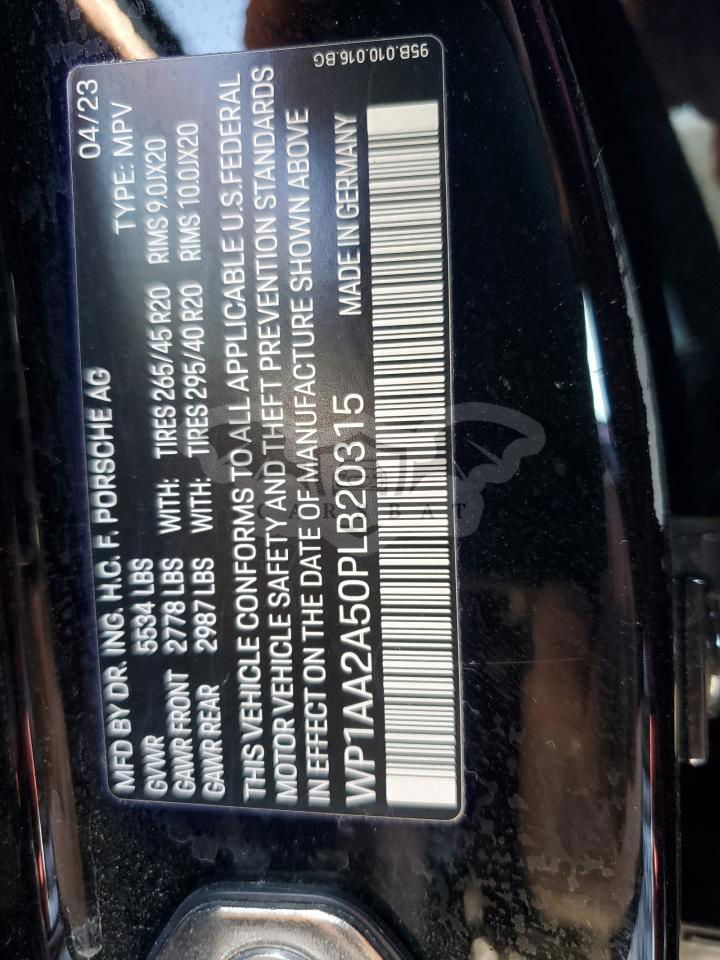 95B.010.016.BG
MFD BY DR. ING. H.C. F. PORSCHE AG 04/23
GVWR 5534 LBS TYPE: MPV
GAWR FRONT 2778 LBS WITH: TIRES 265/45 R20 RIMS 9.0JX20
GAWR REAR 2987 LBS WITH: TIRES 295/40 R20 RIMS 10.0JX20
THIS VEHICLE CONFORMS TO ALL APPLICABLE U.S. FEDERAL
MOTOR VEHICLE SAFETY AND THEFT PREVENTION STANDARDS
IN EFFECT ON THE DATE OF MANUFACTURE SHOWN ABOVE
WP1AA2A50PLB20315 MADE IN GERMANY
CAR BAT